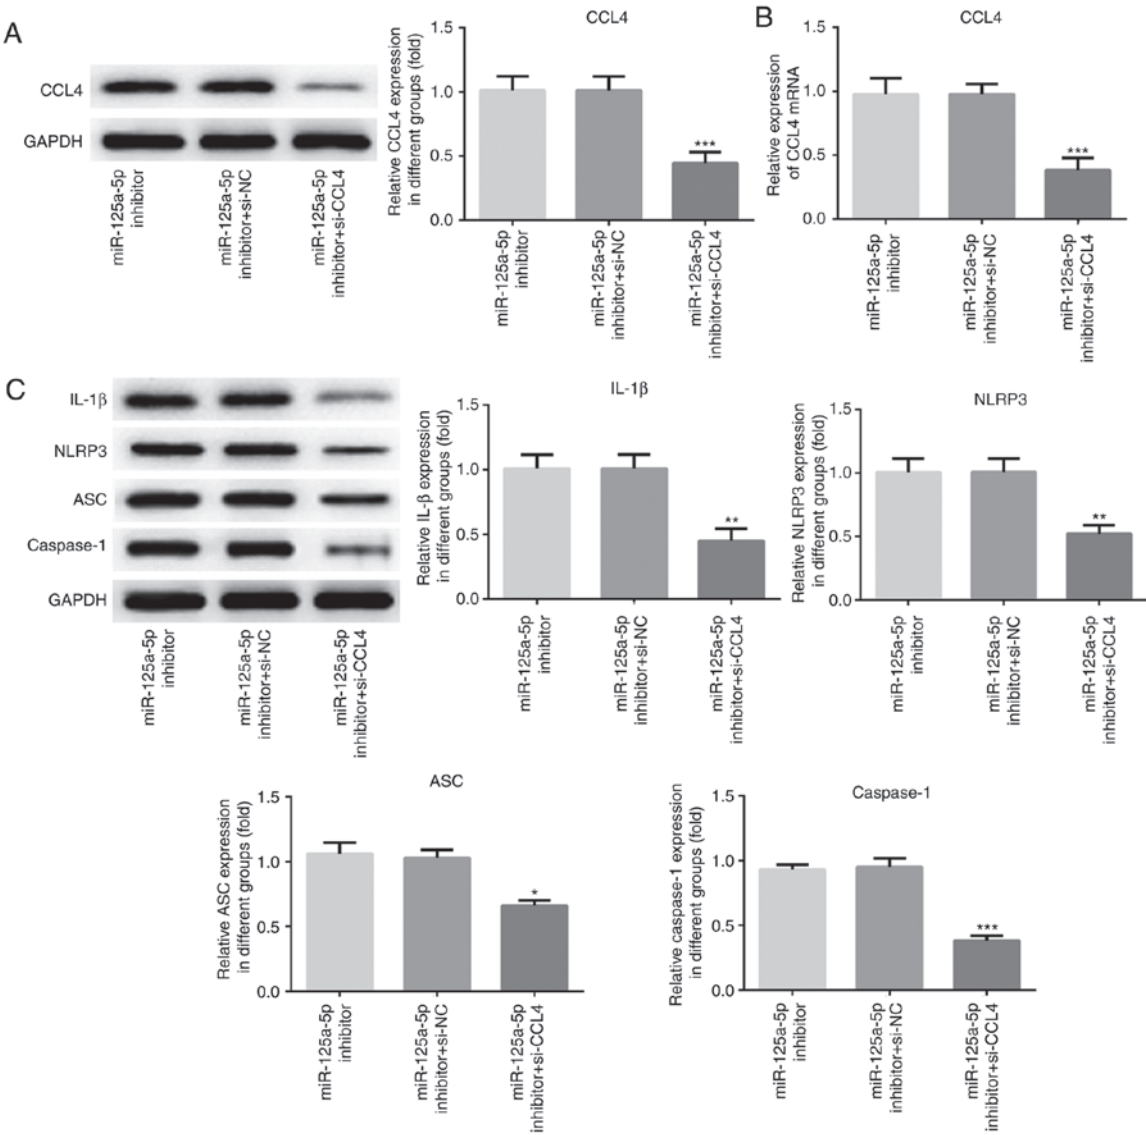 A
CCL4
GAPDH
miR-125a-5p
inhibitor
miR-125a-5p
inhibitor+si-NC
miR-125a-5p
inhibitor+si-CCL4
CCL4
Relative CCL4 expression
in different groups (fold)
1.5
1.0
0.5
0.0
***
miR-125a-5p
inhibitor
miR-125a-5p
inhibitor+si-NC
miR-125a-5p
inhibitor+si-CCL4
B
CCL4
Relative expression
of CCL4 mRNA
1.5
1.0
0.5
0.0
***
miR-125a-5p
inhibitor
miR-125a-5p
inhibitor+si-NC
miR-125a-5p
inhibitor+si-CCL4
C
IL-1β
NLRP3
ASC
Caspase-1
GAPDH
miR-125a-5p
inhibitor
miR-125a-5p
inhibitor+si-NC
miR-125a-5p
inhibitor+si-CCL4
IL-1β
Relative IL-β expression
in different groups (fold)
1.5
1.0
0.5
0.0
**
miR-125a-5p
inhibitor
miR-125a-5p
inhibitor+si-NC
miR-125a-5p
inhibitor+si-CCL4
NLRP3
Relative NLRP3 expression
in different groups (fold)
1.5
1.0
0.5
0.0
**
miR-125a-5p
inhibitor
miR-125a-5p
inhibitor+si-NC
miR-125a-5p
inhibitor+si-CCL4
ASC
Relative ASC expression
in different groups (fold)
1.5
1.0
0.5
0.0
*
miR-125a-5p
inhibitor
miR-125a-5p
inhibitor+si-NC
miR-125a-5p
inhibitor+si-CCL4
Caspase-1
Relative caspase-1 expression
in different groups (fold)
1.5
1.0
0.5
0.0
***
miR-125a-5p
inhibitor
miR-125a-5p
inhibitor+si-NC
miR-125a-5p
inhibitor+si-CCL4